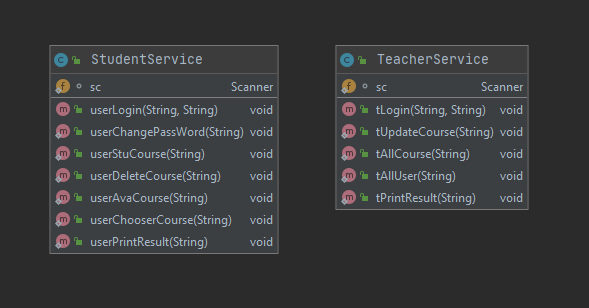 StudentService
sc Scanner
userLogin(String, String) void
userChangePassWord(String) void
userStuCourse(String) void
userDeleteCourse(String) void
userAvaCourse(String) void
userChooserCourse(String) void
userPrintResult(String) void
TeacherService
sc Scanner
tLogin(String, String) void
tUpdateCourse(String) void
tAllCourse(String) void
tAllUser(String) void
tPrintResult(String) void